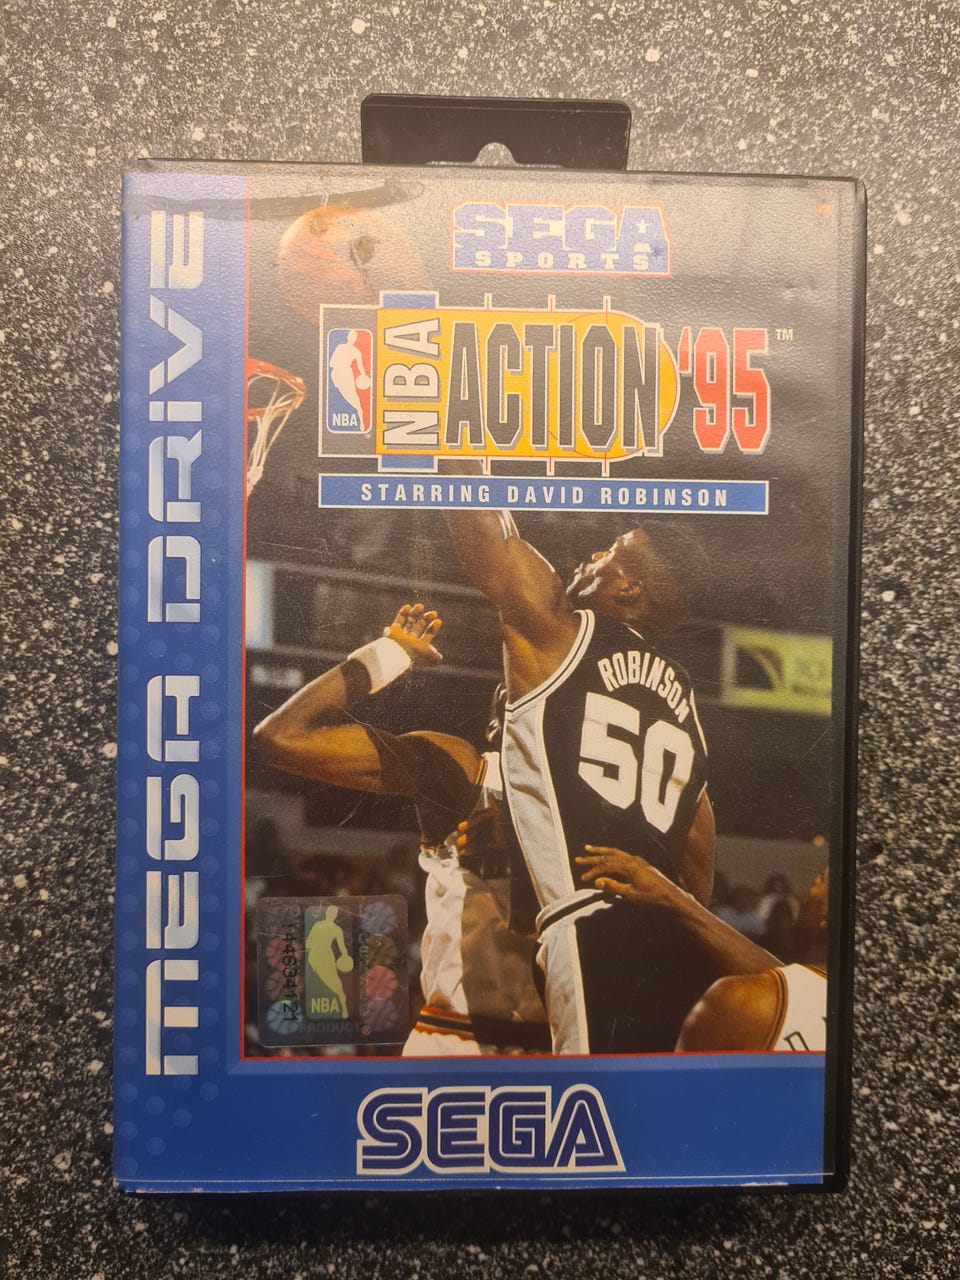 MEGA DRIVE
SEGA
SPORTS
NBA
NBA ACTION '95 ™
STARRING DAVID ROBINSON
ROBINSON
50
NBA
PRODUCT ®
SEGA